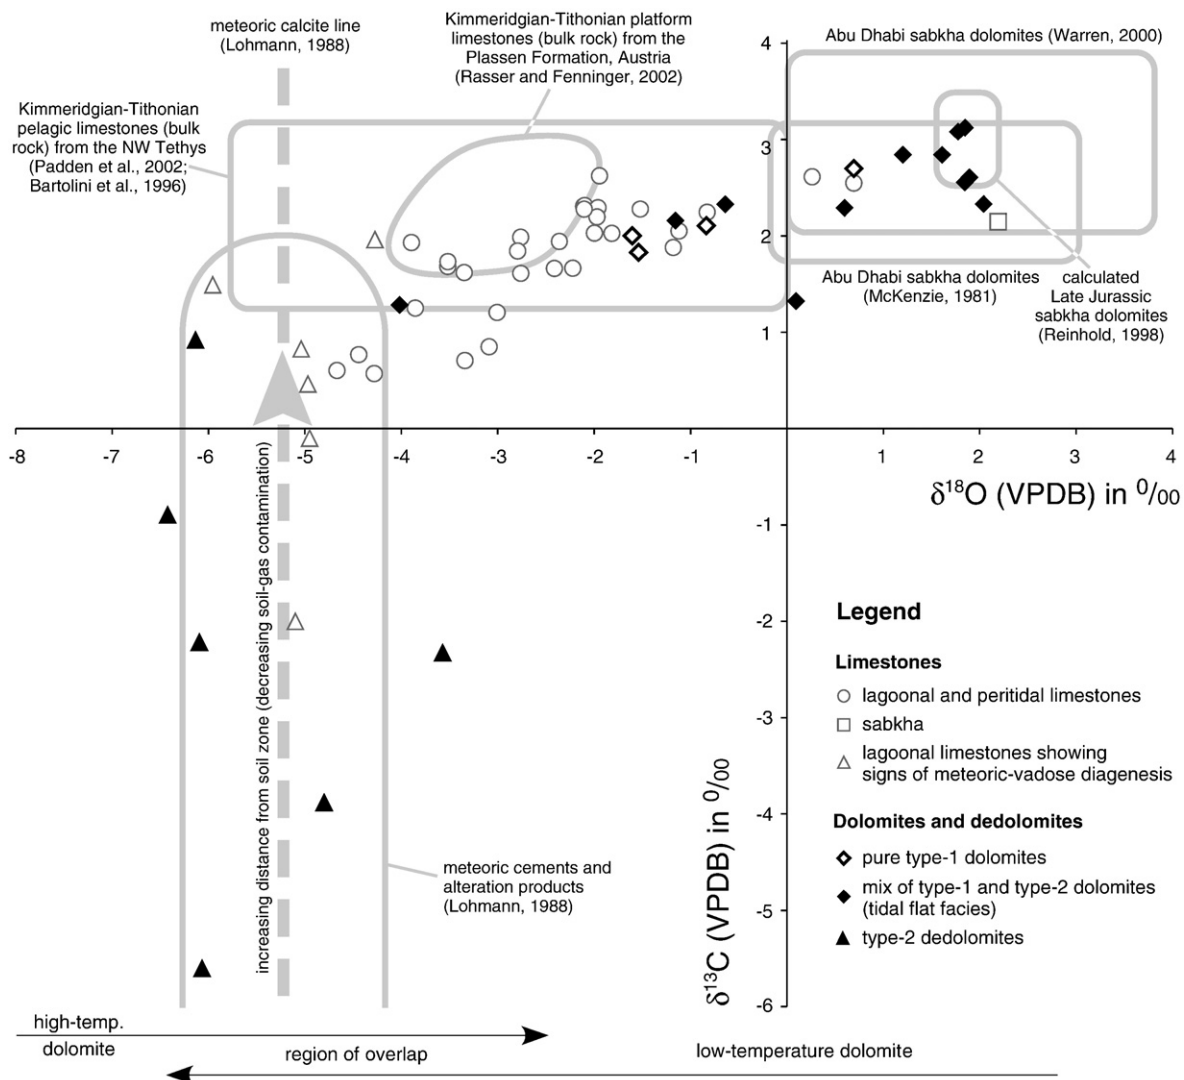 meteoric calcite line
(Lohmann, 1988)
Kimmeridgian-Tithonian platform
limestones (bulk rock) from the
Plassen Formation, Austria
(Rasser and Fenninger, 2002)
Abu Dhabi sabkha dolomites (Warren, 2000)
Kimmeridgian-Tithonian
pelagic limestones (bulk
rock) from the NW Tethys
(Padden et al., 2002;
Bartolini et al., 1996)
4
3
2
1
Abu Dhabi sabkha dolomites
(McKenzie, 1981)
calculated
Late Jurassic
sabkha dolomites
(Reinhold, 1998)
-8 -7 -6 -5 -4 -3 -2 -1 1 2 3 4
δ18O (VPDB) in 0/00
-1
-2
-3
-4
-5
-6
δ13C (VPDB) in 0/00
increasing distance from soil zone (decreasing soil-gas contamination)
meteoric cements and
alteration products
(Lohmann, 1988)
Legend
Limestones
lagoonal and peritidal limestones
sabkha
lagoonal limestones showing
signs of meteoric-vadose diagenesis
Dolomites and dedolomites
pure type-1 dolomites
mix of type-1 and type-2 dolomites
(tidal flat facies)
type-2 dedolomites
high-temp.
dolomite
region of overlap
low-temperature dolomite